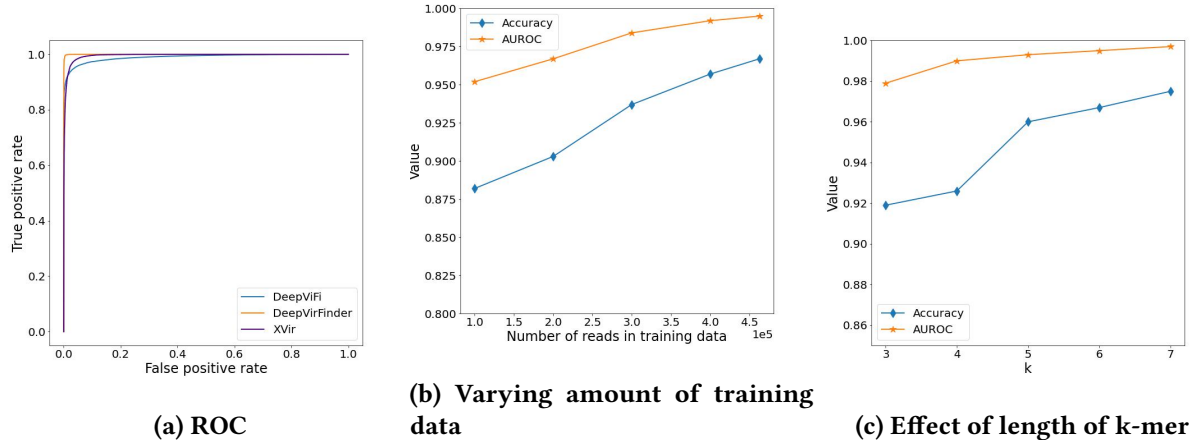 1.0
0.8
0.6
0.4
0.2
0.0
True positive rate
DeepViFi
DeepVirFinder
XVir
0.0 0.2 0.4 0.6 0.8 1.0
False positive rate
(a) ROC
1.000
0.975
0.950
0.925
0.900
0.875
0.850
0.825
0.800
Value
Accuracy
AUROC
1.0 1.5 2.0 2.5 3.0 3.5 4.0 4.5
1e5
Number of reads in training data
(b) Varying amount of training
data
1.00
0.98
0.96
0.94
0.92
0.90
0.88
0.86
Value
Accuracy
AUROC
3 4 5 6 7
k
(c) Effect of length of k-mer